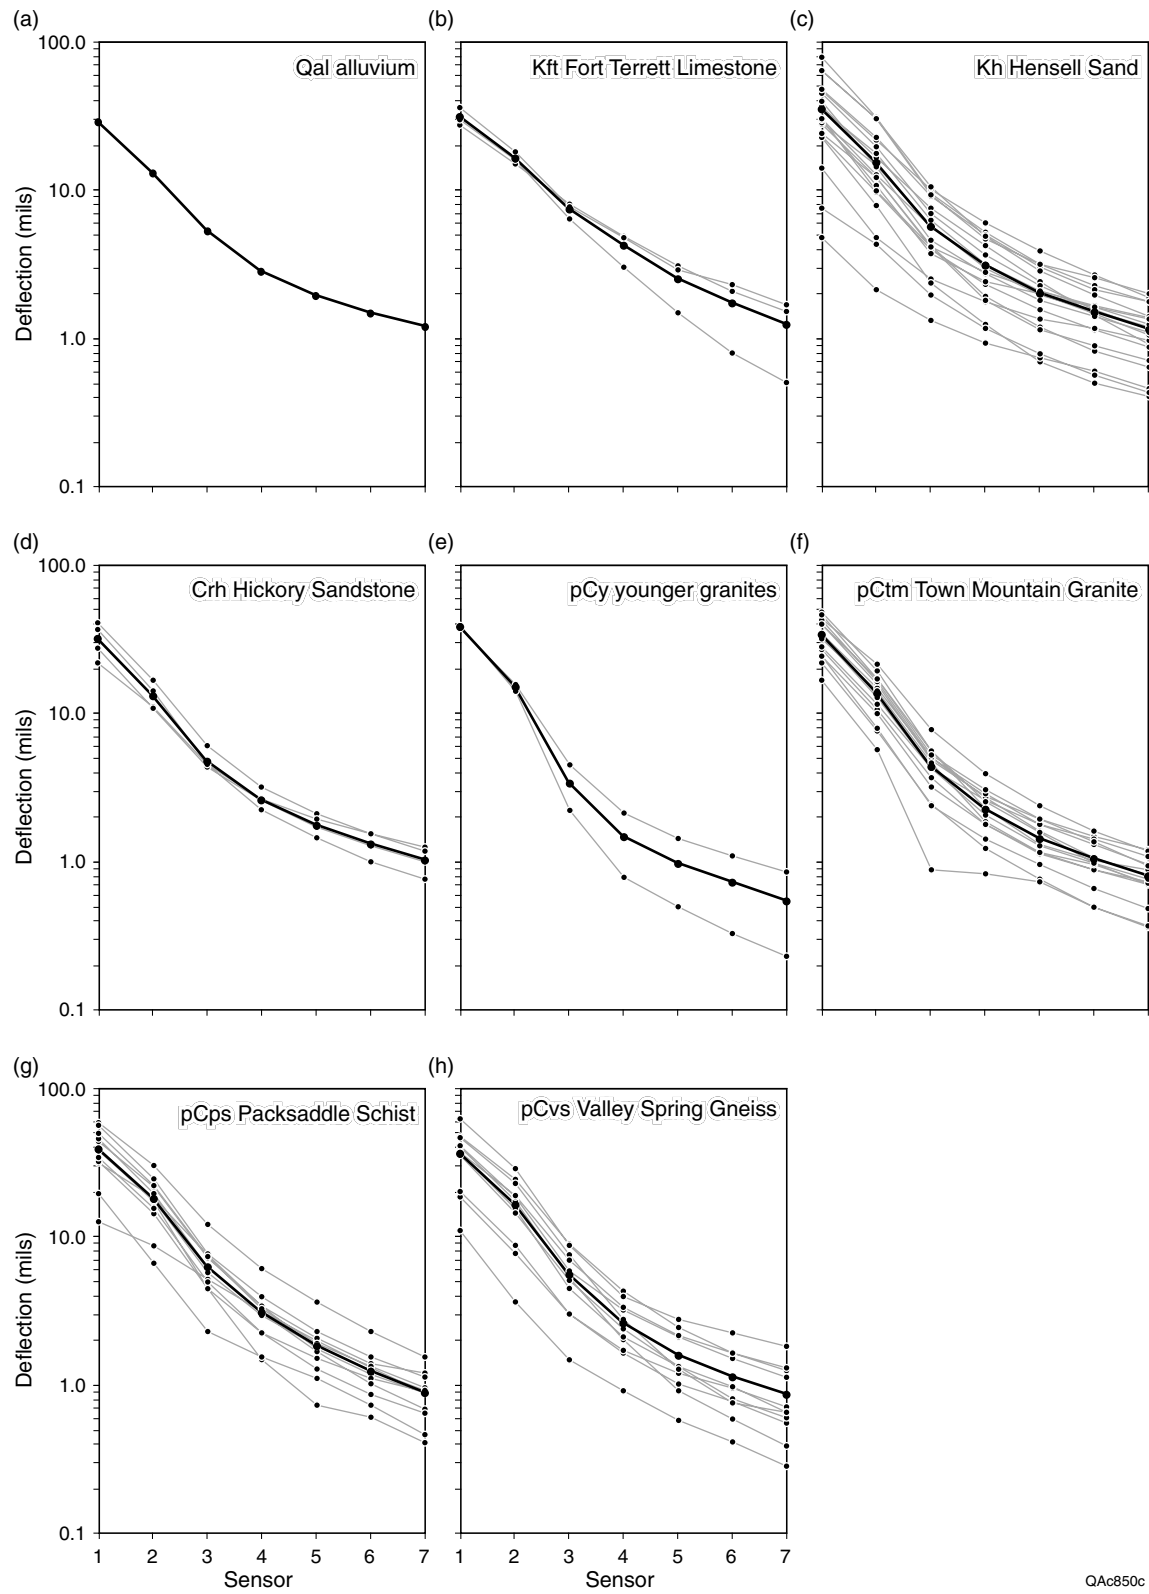 (a)
(b)
(c)
100.0
10.0
1.0
0.1
Deflection (mils)
Qal alluvium
Kft Fort Terrett Limestone
Kh Hensell Sand
(d)
(e)
(f)
100.0
10.0
1.0
0.1
Deflection (mils)
Crh Hickory Sandstone
pCy younger granites
pCtm Town Mountain Granite
(g)
(h)
100.0
10.0
1.0
0.1
Deflection (mils)
pCps Packsaddle Schist
pCvs Valley Spring Gneiss
1 2 3 4 5 6 7
Sensor
1 2 3 4 5 6 7
Sensor
QAc850c